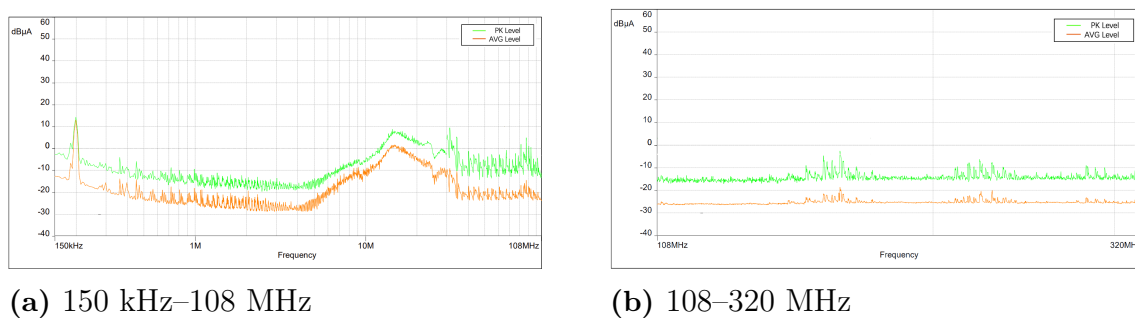 dBµA
60
50
40
30
20
10
0
-10
-20
-30
-40
PK Level
AVG Level
150kHz
1M
10M
108MHz
Frequency
(a) 150 kHz–108 MHz
dBµA
60
50
40
30
20
10
0
-10
-20
-30
-40
PK Level
AVG Level
108MHz
320MH
Frequency
(b) 108–320 MHz